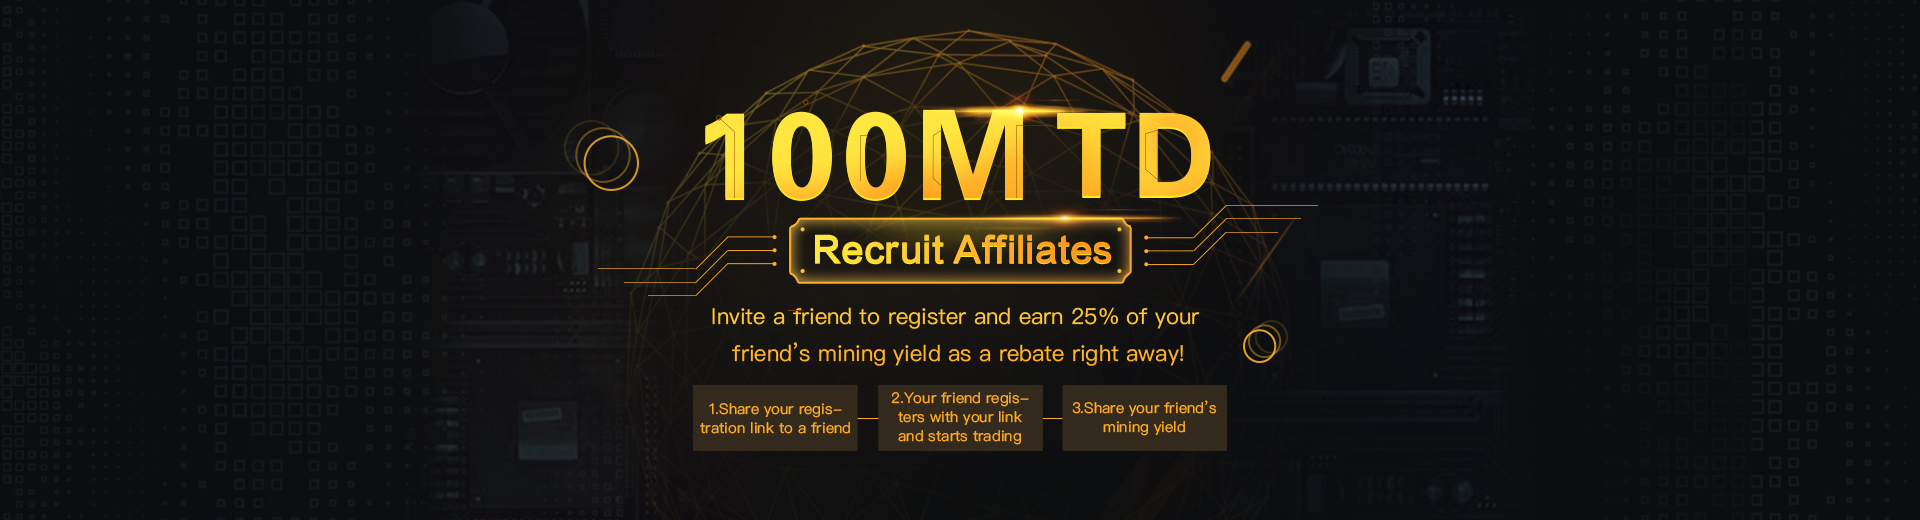 100M TD
Recruit Affiliates
Invite a friend to register and earn 25% of your
friend's mining yield as a rebate right away!
1.Share your regis-
tration link to a friend
2.Your friend regis-
ters with your link
and starts trading
3.Share your friend's
mining yield